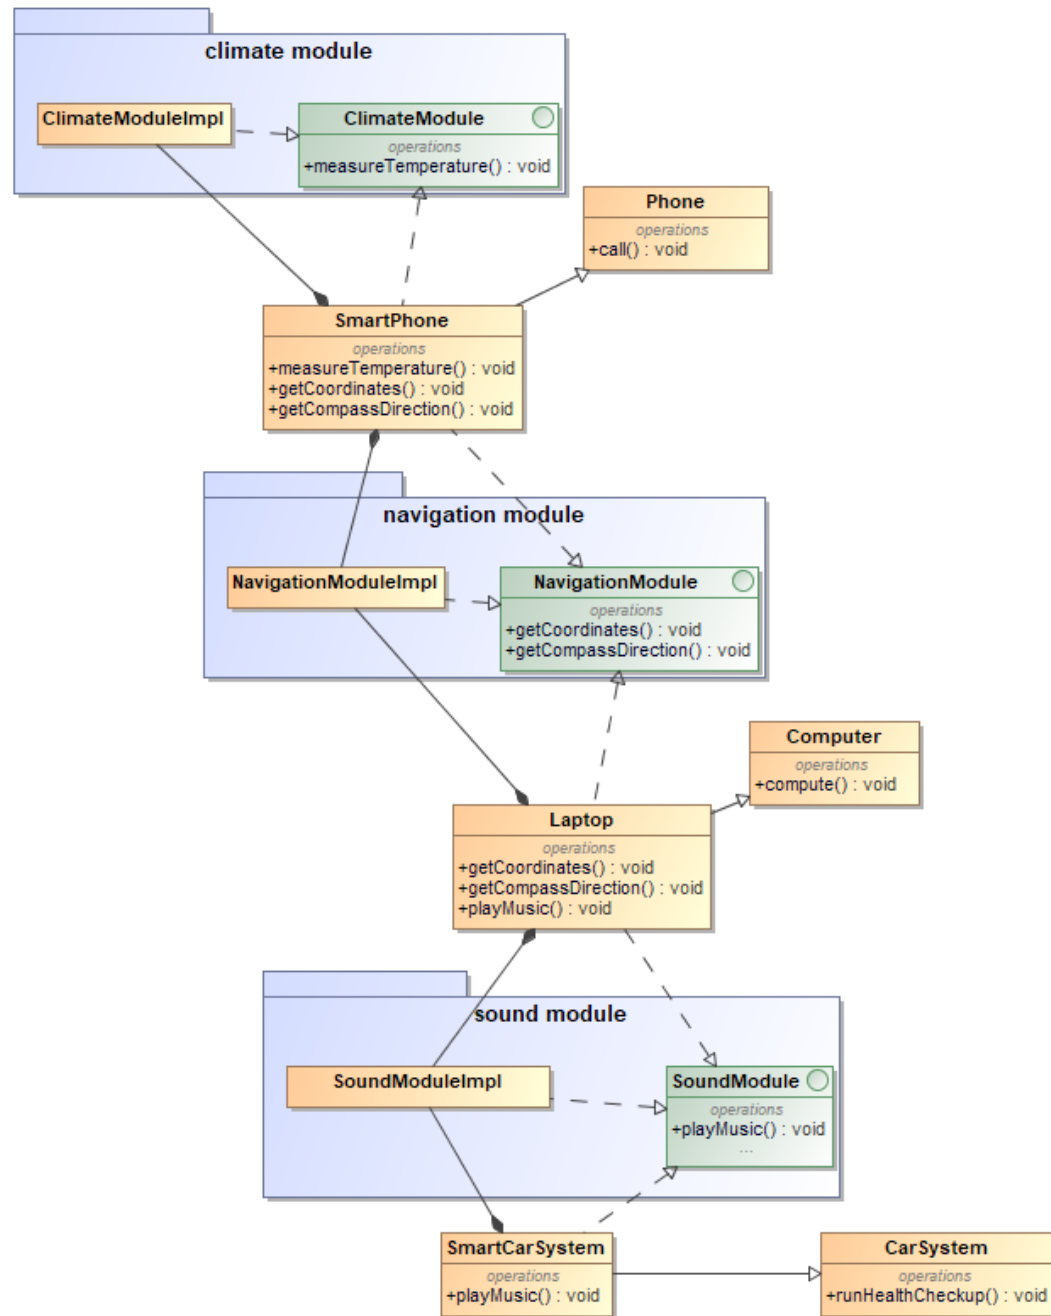 climate module
ClimateModuleImpl
ClimateModule
operations
+measureTemperature() : void
Phone
operations
+call() : void
SmartPhone
operations
+measureTemperature() : void
+getCoordinates() : void
+getCompassDirection() : void
navigation module
NavigationModuleImpl
NavigationModule
operations
+getCoordinates() : void
+getCompassDirection() : void
Computer
operations
+compute() : void
Laptop
operations
+getCoordinates() : void
+getCompassDirection() : void
+playMusic() : void
sound module
SoundModuleImpl
SoundModule
operations
+playMusic() : void
...
SmartCarSystem
operations
+playMusic() : void
CarSystem
operations
+runHealthCheckup() : void